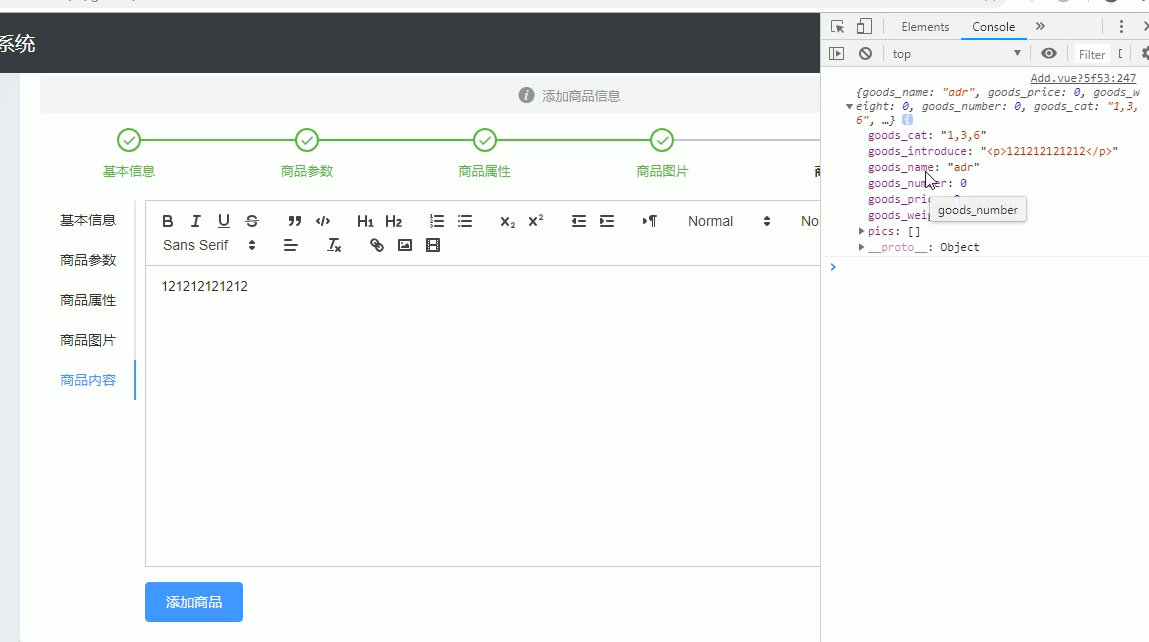 系统
添加商品信息
基本信息
商品参数
商品属性
商品图片
基本信息
商品参数
商品属性
商品图片
商品内容
B I U S H1 H2 X2 X2 Normal No
Sans Serif Tx
121212121212
添加商品
Elements Console »
top Filter
Add.vue?5f53:247
{goods_name: "adr", goods_price: 0, goods_w
eight: 0, goods_number: 0, goods_cat: "1,3,
6", …}
goods_cat: "1,3,6"
goods_introduce: "<p>121212121212</p>"
goods_name: "adr"
goods_number: 0
goods_pri
goods_wei
goods_number
pics: []
__proto__: Object